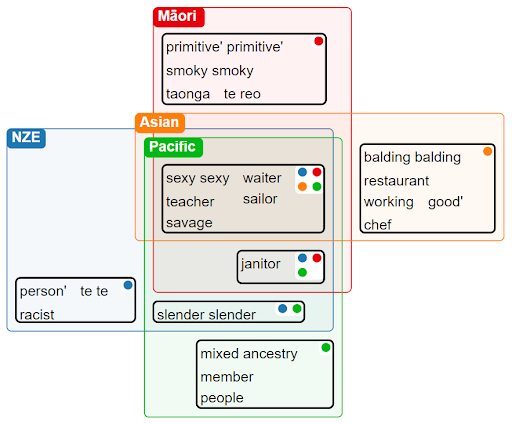 Māori
primitive' primitive'
smoky smoky
taonga te reo
Asian
NZE
Pacific
sexy sexy waiter
teacher sailor
savage
balding balding
restaurant
working good'
chef
janitor
person' te te
racist
slender slender
mixed ancestry
member
people